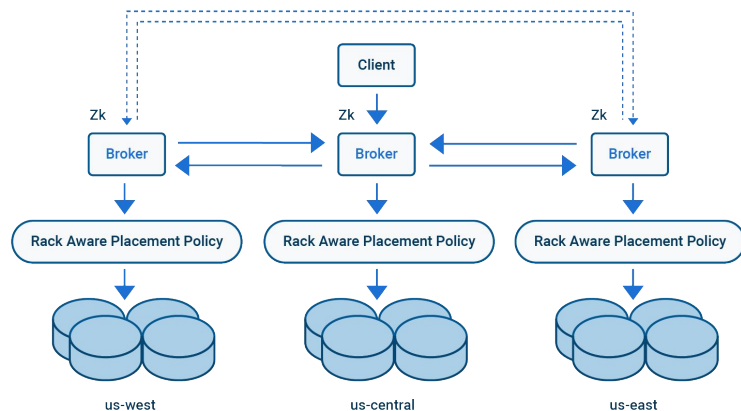 Client
Zk
Zk
Zk
Broker
Broker
Broker
Rack Aware Placement Policy
Rack Aware Placement Policy
Rack Aware Placement Policy
us-west
us-central
us-east